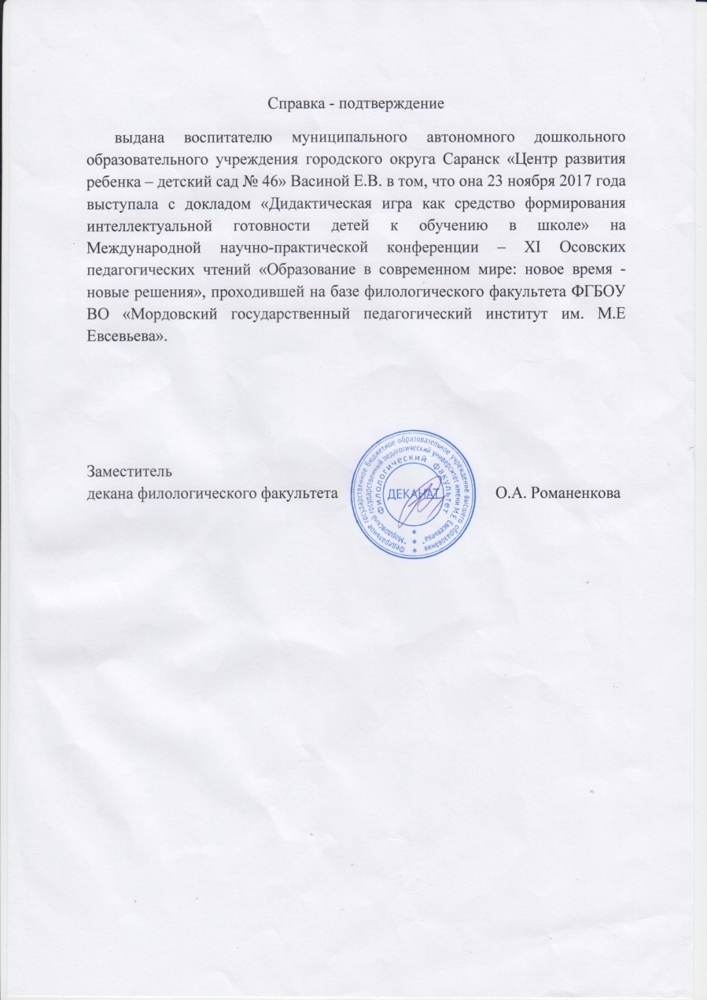 Справка - подтверждение
выдана воспитателю муниципального автономного дошкольного
образовательного учреждения городского округа Саранск «Центр развития
ребенка – детский сад № 46» Васиной Е.В. в том, что она 23 ноября 2017 года
выступала с докладом «Дидактическая игра как средство формирования
интеллектуальной готовности детей к обучению в школе» на
Международной научно-практической конференции – XI Осовских
педагогических чтений «Образование в современном мире: новое время -
новые решения», проходившей на базе филологического факультета ФГБОУ
ВО «Мордовский государственный педагогический институт им. М.Е
Евсевьева».
Заместитель
декана филологического факультета О.А. Романенкова
Федеральное государственное бюджетное образовательное учреждение высшего образования
"Мордовский государственный педагогический университет имени М.Е. Евсевьева"
Филологический факультет
ДЕКАНАТ